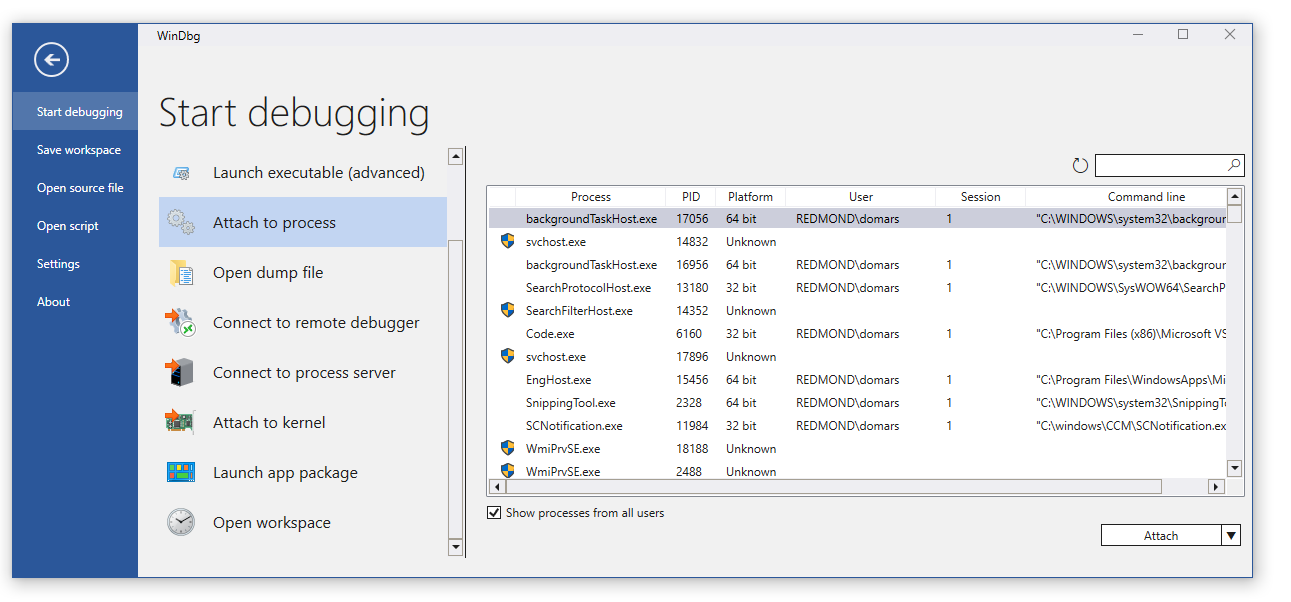 WinDbg
Start debugging
Save workspace
Open source file
Open script
Settings
About
Start debugging
Launch executable (advanced)
Attach to process
Open dump file
Connect to remote debugger
Connect to process server
Attach to kernel
Launch app package
Open workspace
Process PID Platform User Session Command line
backgroundTaskHost.exe 17056 64 bit REDMOND\domars 1 "C:\WINDOWS\system32\backgroun
svchost.exe 14832 Unknown
backgroundTaskHost.exe 16956 64 bit REDMOND\domars 1 "C:\WINDOWS\system32\backgroun
SearchProtocolHost.exe 13180 32 bit REDMOND\domars 1 "C:\WINDOWS\SysWOW64\SearchP
SearchFilterHost.exe 14352 Unknown
Code.exe 6160 32 bit REDMOND\domars 1 "C:\Program Files (x86)\Microsoft VS
svchost.exe 17896 Unknown
EngHost.exe 15456 64 bit REDMOND\domars 1 "C:\Program Files\WindowsApps\Mi
SnippingTool.exe 2328 64 bit REDMOND\domars 1 "C:\WINDOWS\system32\SnippingTo
SCNotification.exe 11984 32 bit REDMOND\domars 1 "C:\windows\CCM\SCNotification.ex
WmiPrvSE.exe 18188 Unknown
WmiPrvSE.exe 2488 Unknown
Show processes from all users
Attach